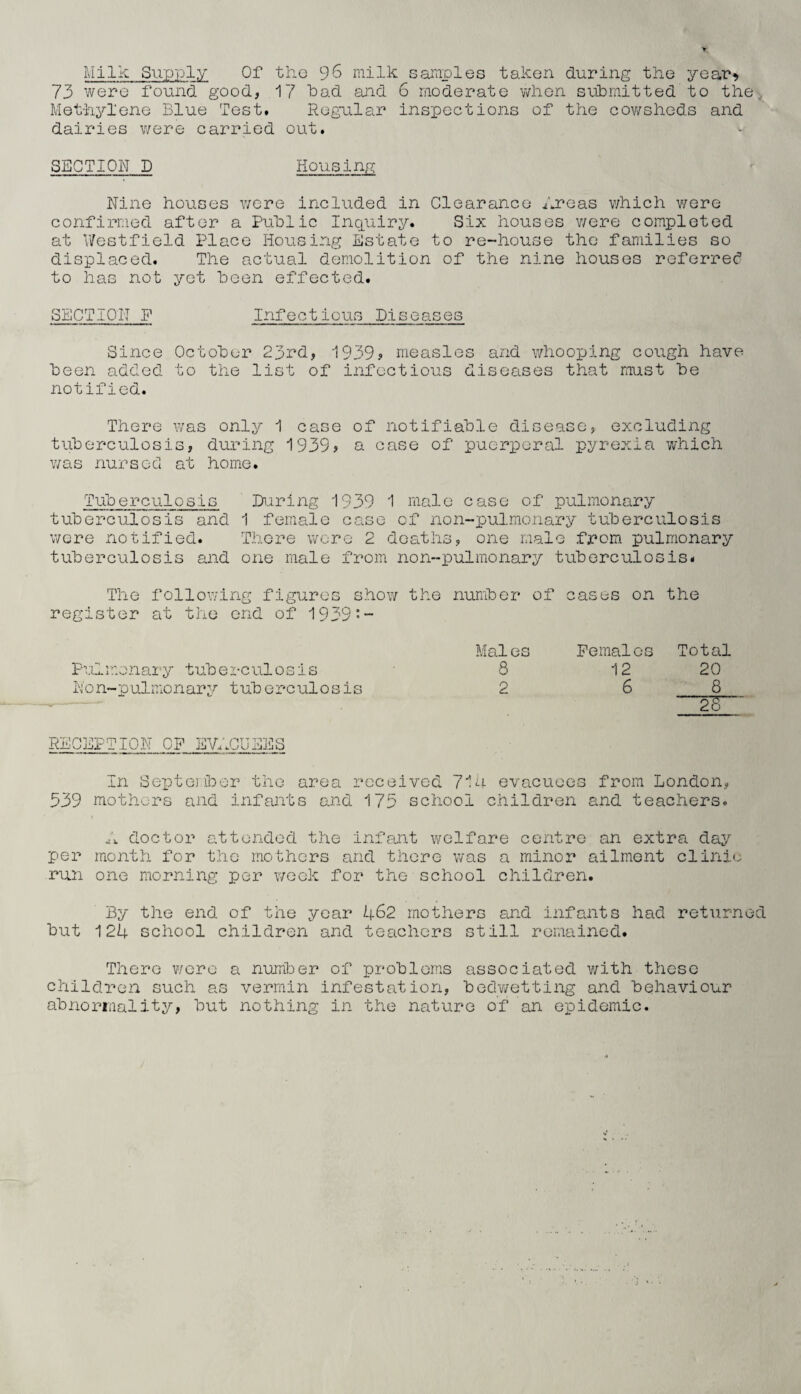 Milk Supply Of the 96 milk samples taken during the year,
73 were found good, 17 bad and 6 moderate when submitted to the
Methylene Blue Test. Regular inspections of the cowsheds and
dairies were carried out.
SECTION D Housing
Nine houses were included in Clearance Areas which were
confirmed after a Public Inquiry. Six houses were completed
at Westfield Place Housing Estate to re-house the families so
displaced. The actual demolition of the nine houses referred
to has not yet been effected.
SECTION F Infectious Diseases
Since October 23rd, 1939, measles and whooping cough have
been added to the list of infectious diseases that must be
notified.
There was only 1 case of notifiable disease, excluding
tuberculosis, during 1939, a case of puerperal pyrexia which
was nursed at home.
Tuberculosis During 1939 1 male case of pulmonary
tuberculosis and 1 female case of non-pulmonary tuberculosis
were notified. There were 2 deaths, one male from pulmonary
tuberculosis and one male from non-pulmonary tuberculosis.
The following figures show the number of cases on the
register at the end of 1939:-
Males Females Total
Pulmonary tuberculosis 8 12 20
Non-pulmonary tuberculosis 2 6 8
28
RECEPTION OF EVACUEES
In September the area received 714 evacuees from London,
539 mothers and infants and 175 school children and teachers.
A doctor attended the infant welfare centre an extra day
per month for the mothers and there was a minor ailment clinic
run one morning per week for the school children.
By the end of the year 462 mothers and infants had returned
but 124 school children and teachers still remained.
There were a number of problems associated with these
children such as vermin infestation, bedwetting and behaviour
abnormality, but nothing in the nature of an epidemic.